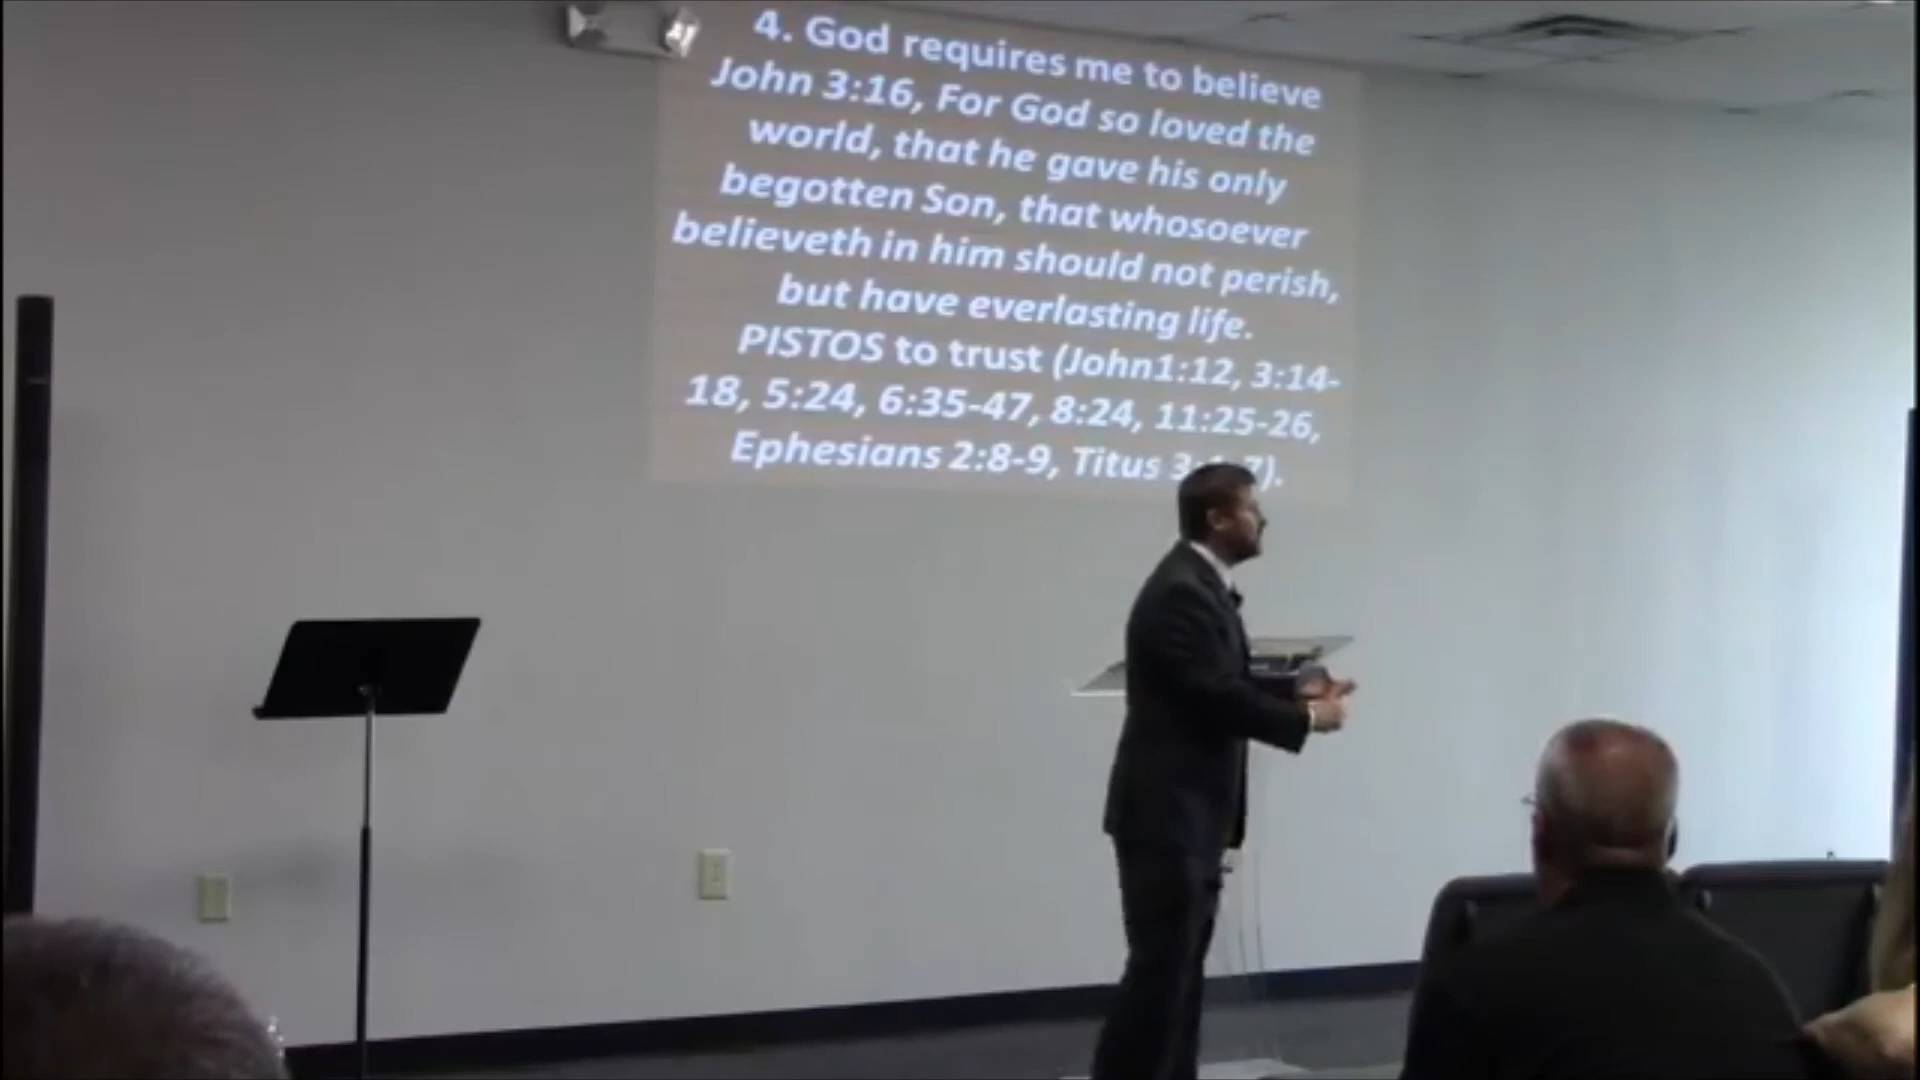 4. God requires me to believe
John 3:16, For God so loved the
world, that he gave his only
begotten Son, that whosoever
believeth in him should not perish,
but have everlasting life.
PISTOS to trust (John1:12, 3:14-
18, 5:24, 6:35-47, 8:24, 11:25-26,
Ephesians 2:8-9, Titus